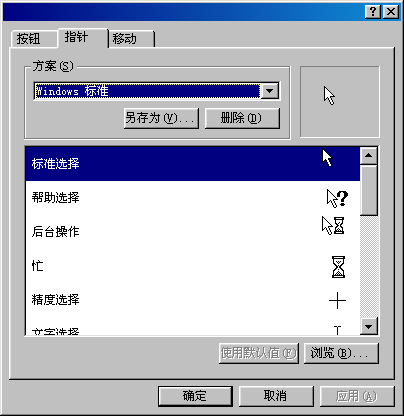 按钮 指针 移动
方案(S)
Windows 标准
另存为(V)... 删除(D)
标准选择
帮助选择
后台操作
忙
精度选择
文字选择
使用默认值(F) 浏览(B)...
确定 取消 应用(A)